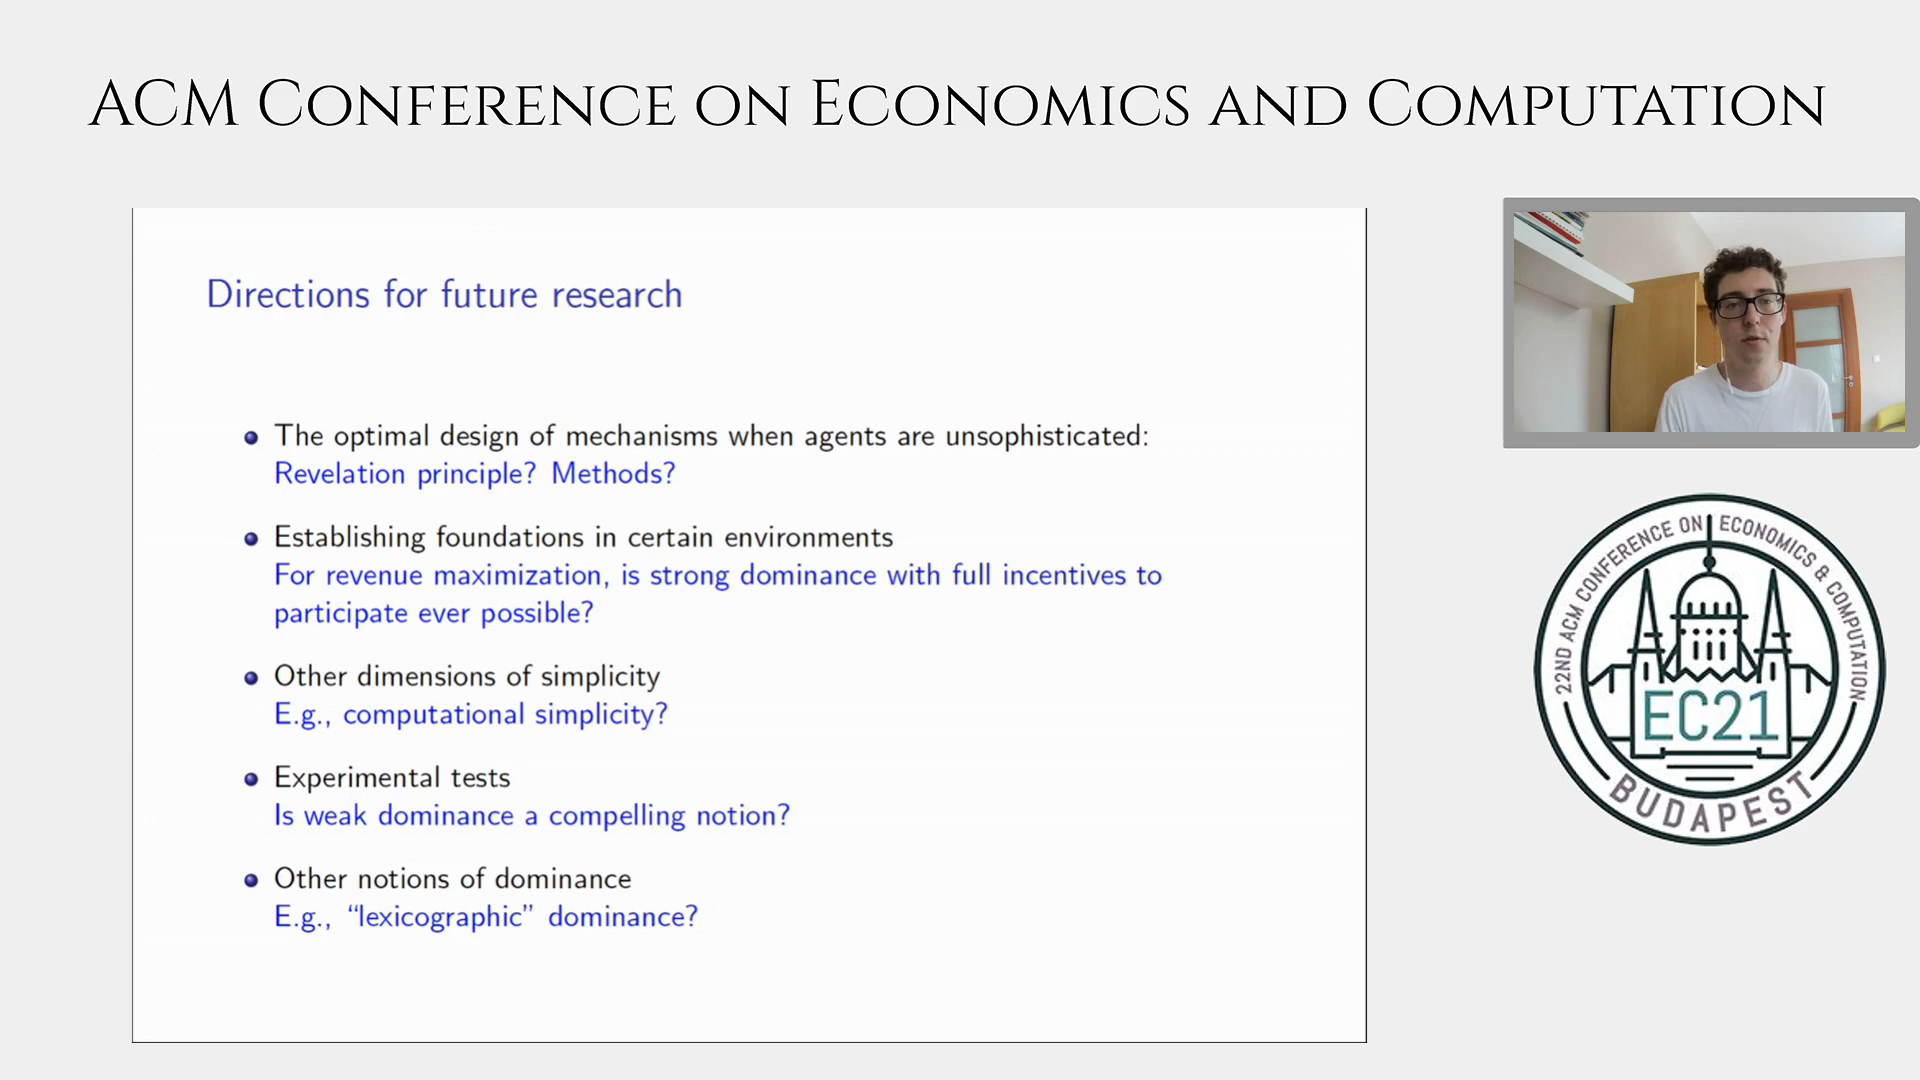 ACM Conference on Economics and Computation
Directions for future research
The optimal design of mechanisms when agents are unsophisticated:
Revelation principle? Methods?
Establishing foundations in certain environments
For revenue maximization, is strong dominance with full incentives to
participate ever possible?
Other dimensions of simplicity
E.g., computational simplicity?
Experimental tests
Is weak dominance a compelling notion?
Other notions of dominance
E.g., “lexicographic” dominance?
22ND ACM CONFERENCE ON ECONOMICS & COMPUTATION
EC21
BUDAPEST